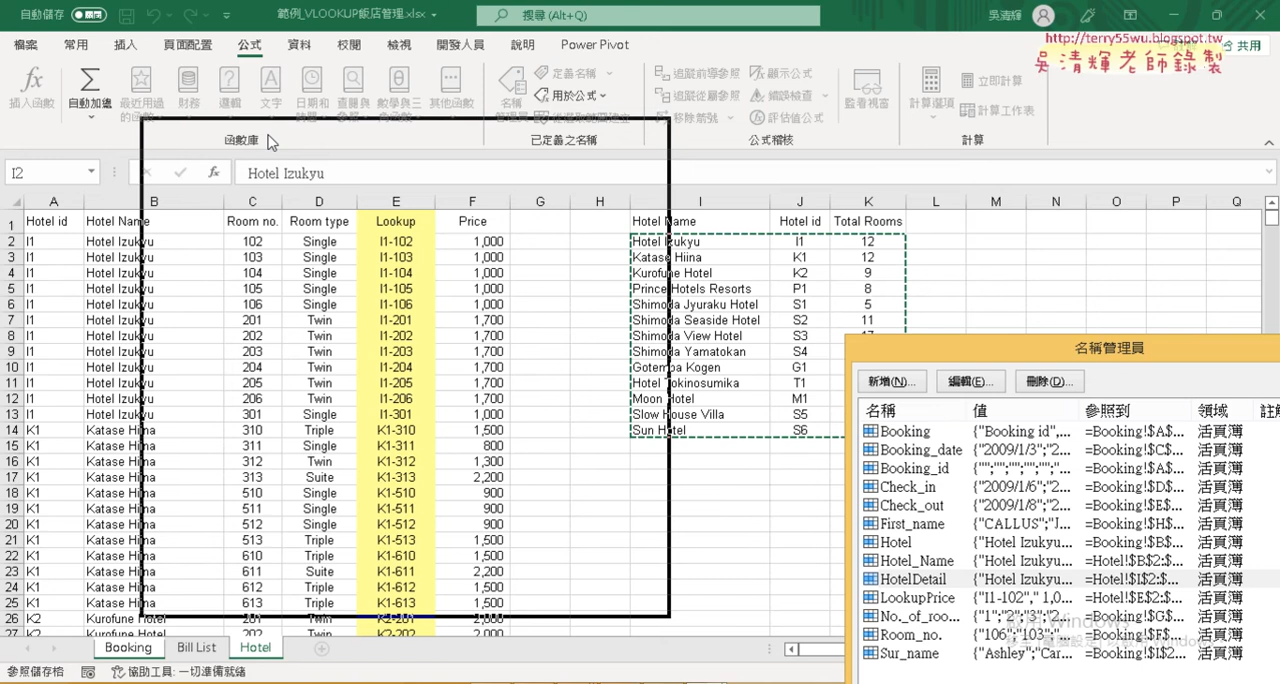 自動儲存 範例_VLOOKUP飯店管理.xlsx 搜尋 (Alt+Q) 吳清輝
檔案 常用 插入 頁面配置 公式 資料 校閱 檢視 開發人員 說明 Power Pivot 共用
http://terry55wu.blogspot.tw
吳清輝老師錄製
插入函數 自動加總 最近用過的函數 財務 邏輯 文字 日期和 查閱與 數學與三 其他函數 名稱
定義名稱 追蹤前導參照 顯示公式 監看視窗 計算選項 立即計算
用於公式 追蹤從屬參照 錯誤檢查 計算工作表
移除箭號 評估值公式
函數庫 已定義之名稱 公式稽核 計算
I2 fx Hotel Izukyu
A B C D E F G H I J K L M N O P Q
1 Hotel id Hotel Name Room no. Room type Lookup Price Hotel Name Hotel id Total Rooms
2 I1 Hotel Izukyu 102 Single I1-102 1,000 Hotel Izukyu I1 12
3 I1 Hotel Izukyu 103 Single I1-103 1,000 Katase Hiina K1 12
4 I1 Hotel Izukyu 104 Single I1-104 1,000 Kurofune Hotel K2 9
5 I1 Hotel Izukyu 105 Single I1-105 1,000 Prince Hotels Resorts P1 8
6 I1 Hotel Izukyu 106 Single I1-106 1,000 Shimoda Jyuraku Hotel S1 5
7 I1 Hotel Izukyu 201 Twin I1-201 1,700 Shimoda Seaside Hotel S2 11
8 I1 Hotel Izukyu 202 Twin I1-202 1,700 Shimoda View Hotel S3
9 I1 Hotel Izukyu 203 Twin I1-203 1,700 Shimoda Yamatokan S4
10 I1 Hotel Izukyu 204 Twin I1-204 1,700 Gotemba Kogen G1
11 I1 Hotel Izukyu 205 Twin I1-205 1,700 Hotel Tokinosumika T1
12 I1 Hotel Izukyu 206 Twin I1-206 1,700 Moon Hotel M1
13 I1 Hotel Izukyu 301 Single I1-301 1,000 Slow House Villa S5
14 K1 Katase Hiina 310 Triple K1-310 1,500 Sun Hotel S6
15 K1 Katase Hiina 311 Single K1-311 800
16 K1 Katase Hiina 312 Twin K1-312 1,300
17 K1 Katase Hiina 313 Suite K1-313 2,200
18 K1 Katase Hiina 510 Single K1-510 900
19 K1 Katase Hiina 511 Single K1-511 900
20 K1 Katase Hiina 512 Single K1-512 900
21 K1 Katase Hiina 513 Triple K1-513 1,500
22 K1 Katase Hiina 610 Triple K1-610 1,500
23 K1 Katase Hiina 611 Suite K1-611 2,200
24 K1 Katase Hiina 612 Triple K1-612 1,500
25 K1 Katase Hiina 613 Triple K1-613 1,500
26 K2 Kurofune Hotel 201 Twin K2-201 2,000
27 K2 Kurofune Hotel 202 Twin K2-202 2,000
名稱管理員
新增(N)... 編輯(E)... 刪除(D)...
名稱 值 參照到 領域 註解
Booking {"Booking id",... =Booking!$A$... 活頁簿
Booking_date {"2009/1/3";"2... =Booking!$C$... 活頁簿
Booking_id {"";"";"";"";"";... =Booking!$A$... 活頁簿
Check_in {"2009/1/6";"2... =Booking!$D$... 活頁簿
Check_out {"2009/1/8";"2... =Booking!$E$... 活頁簿
First_name {"CALLUS";"J... =Booking!$H$... 活頁簿
Hotel {"Hotel Izukyu... =Booking!$B$... 活頁簿
Hotel_Name {"Hotel Izukyu... =Hotel!$B$2:$... 活頁簿
HotelDetail {"Hotel Izukyu... =Hotel!$I$2:$... 活頁簿
LookupPrice {"I1-102"," 1,0... =Hotel!$E$2:$... 活頁簿
No._of_roo... {"1";"2";"3";"2... =Booking!$G$... 活頁簿
Room_no. {"106";"103";"... =Booking!$F$... 活頁簿
Sur_name {"Ashley";"Car... =Booking!$I$2... 活頁簿
Booking Bill List Hotel
參照儲存格 協助工具: 一切準備就緒